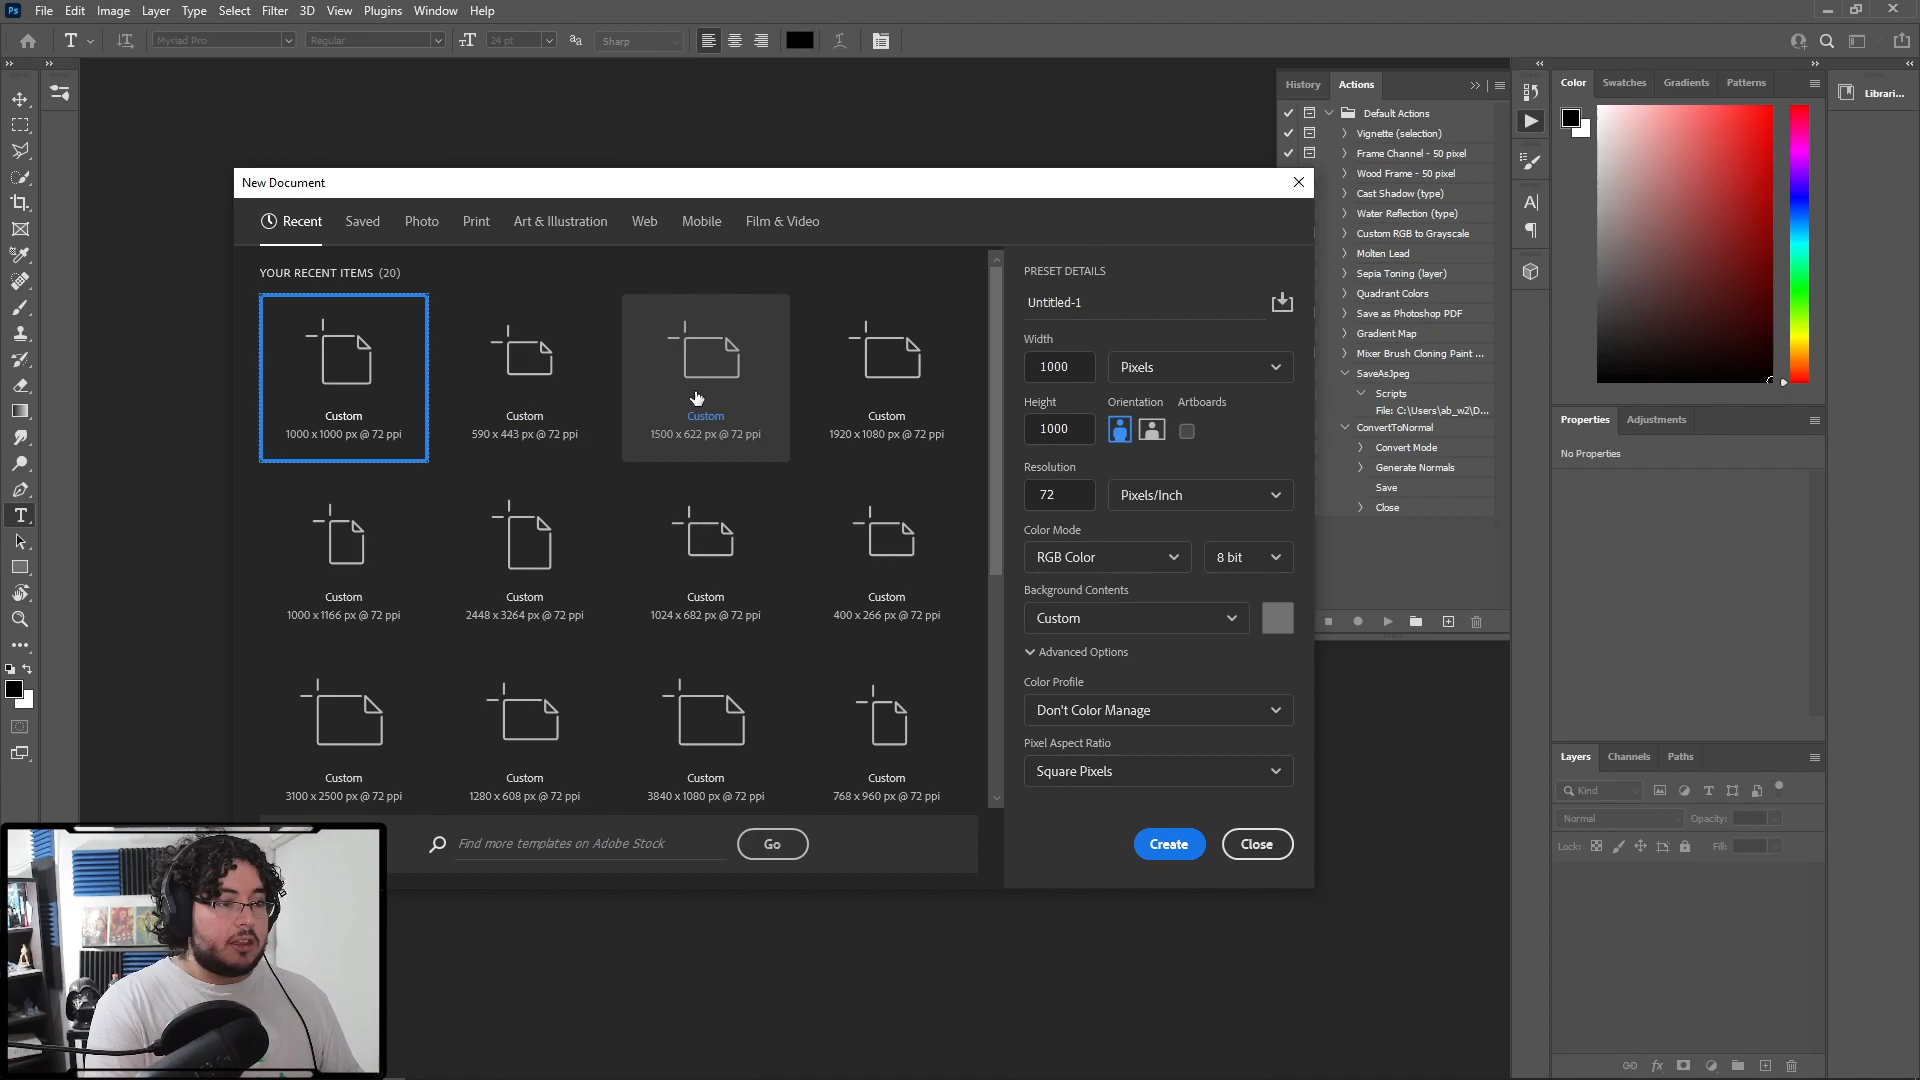 Ps File Edit Image Layer Type Select Filter 3D View Plugins Window Help
T Myriad Pro Regular 24 pt aa Sharp
History Actions
Color Swatches Gradients Patterns
Librari...
Default Actions
Vignette (selection)
Frame Channel - 50 pixel
Wood Frame - 50 pixel
Cast Shadow (type)
Water Reflection (type)
Custom RGB to Grayscale
Molten Lead
Sepia Toning (layer)
Quadrant Colors
Save as Photoshop PDF
Gradient Map
Mixer Brush Cloning Paint ...
SaveAsJpeg
Scripts
File: C:\Users\ab_w2\D...
ConvertToNormal
Convert Mode
Generate Normals
Save
Close
New Document
Recent Saved Photo Print Art & Illustration Web Mobile Film & Video
YOUR RECENT ITEMS (20)
Custom Custom Custom Custom
1000 x 1000 px @ 72 ppi 590 x 443 px @ 72 ppi 1500 x 622 px @ 72 ppi 1920 x 1080 px @ 72 ppi
Custom Custom Custom Custom
1000 x 1166 px @ 72 ppi 2448 x 3264 px @ 72 ppi 1024 x 682 px @ 72 ppi 400 x 266 px @ 72 ppi
Custom Custom Custom Custom
3100 x 2500 px @ 72 ppi 1280 x 608 px @ 72 ppi 3840 x 1080 px @ 72 ppi 768 x 960 px @ 72 ppi
Find more templates on Adobe Stock Go
PRESET DETAILS
Untitled-1
Width
1000 Pixels
Height Orientation Artboards
1000
Resolution
72 Pixels/Inch
Color Mode
RGB Color 8 bit
Background Contents
Custom
Advanced Options
Color Profile
Don't Color Manage
Pixel Aspect Ratio
Square Pixels
Create Close
Properties Adjustments
No Properties
Layers Channels Paths
Kind
Normal Opacity:
Lock: Fill:
fx